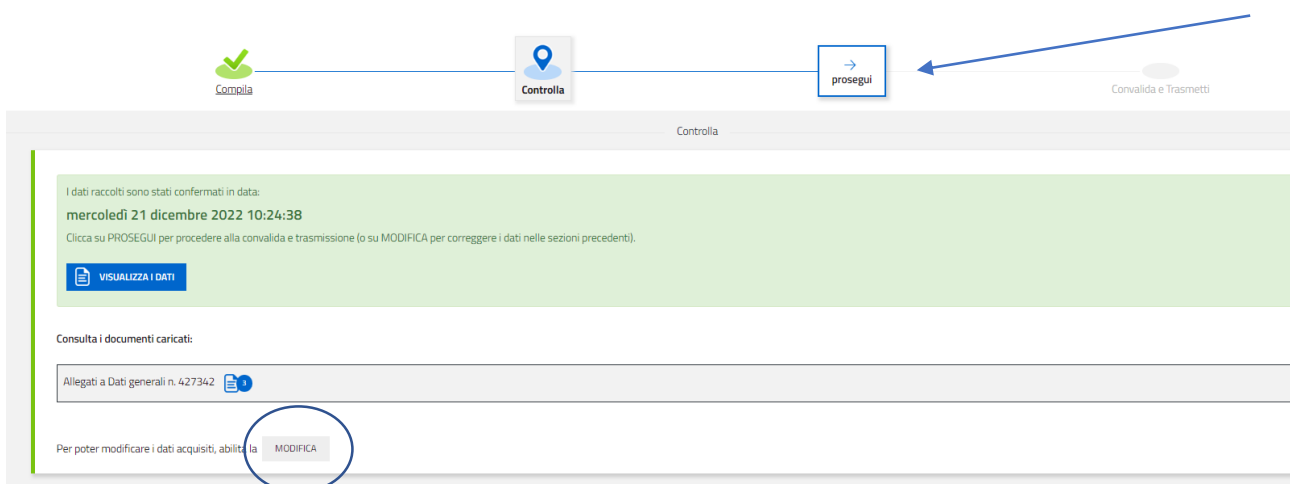 →
Compila
Controlla
prosegui
Convalida e Trasmetti
Controlla
I dati raccolti sono stati confermati in data:
mercoledì 21 dicembre 2022 10:24:38
Clicca su PROSEGUI per procedere alla convalida e trasmissione (o su MODIFICA per correggere i dati nelle sezioni precedenti).
VISUALIZZA I DATI
Consulta i documenti caricati:
Allegati a Dati generali n. 427342 3
Per poter modificare i dati acquisiti, abilita la MODIFICA